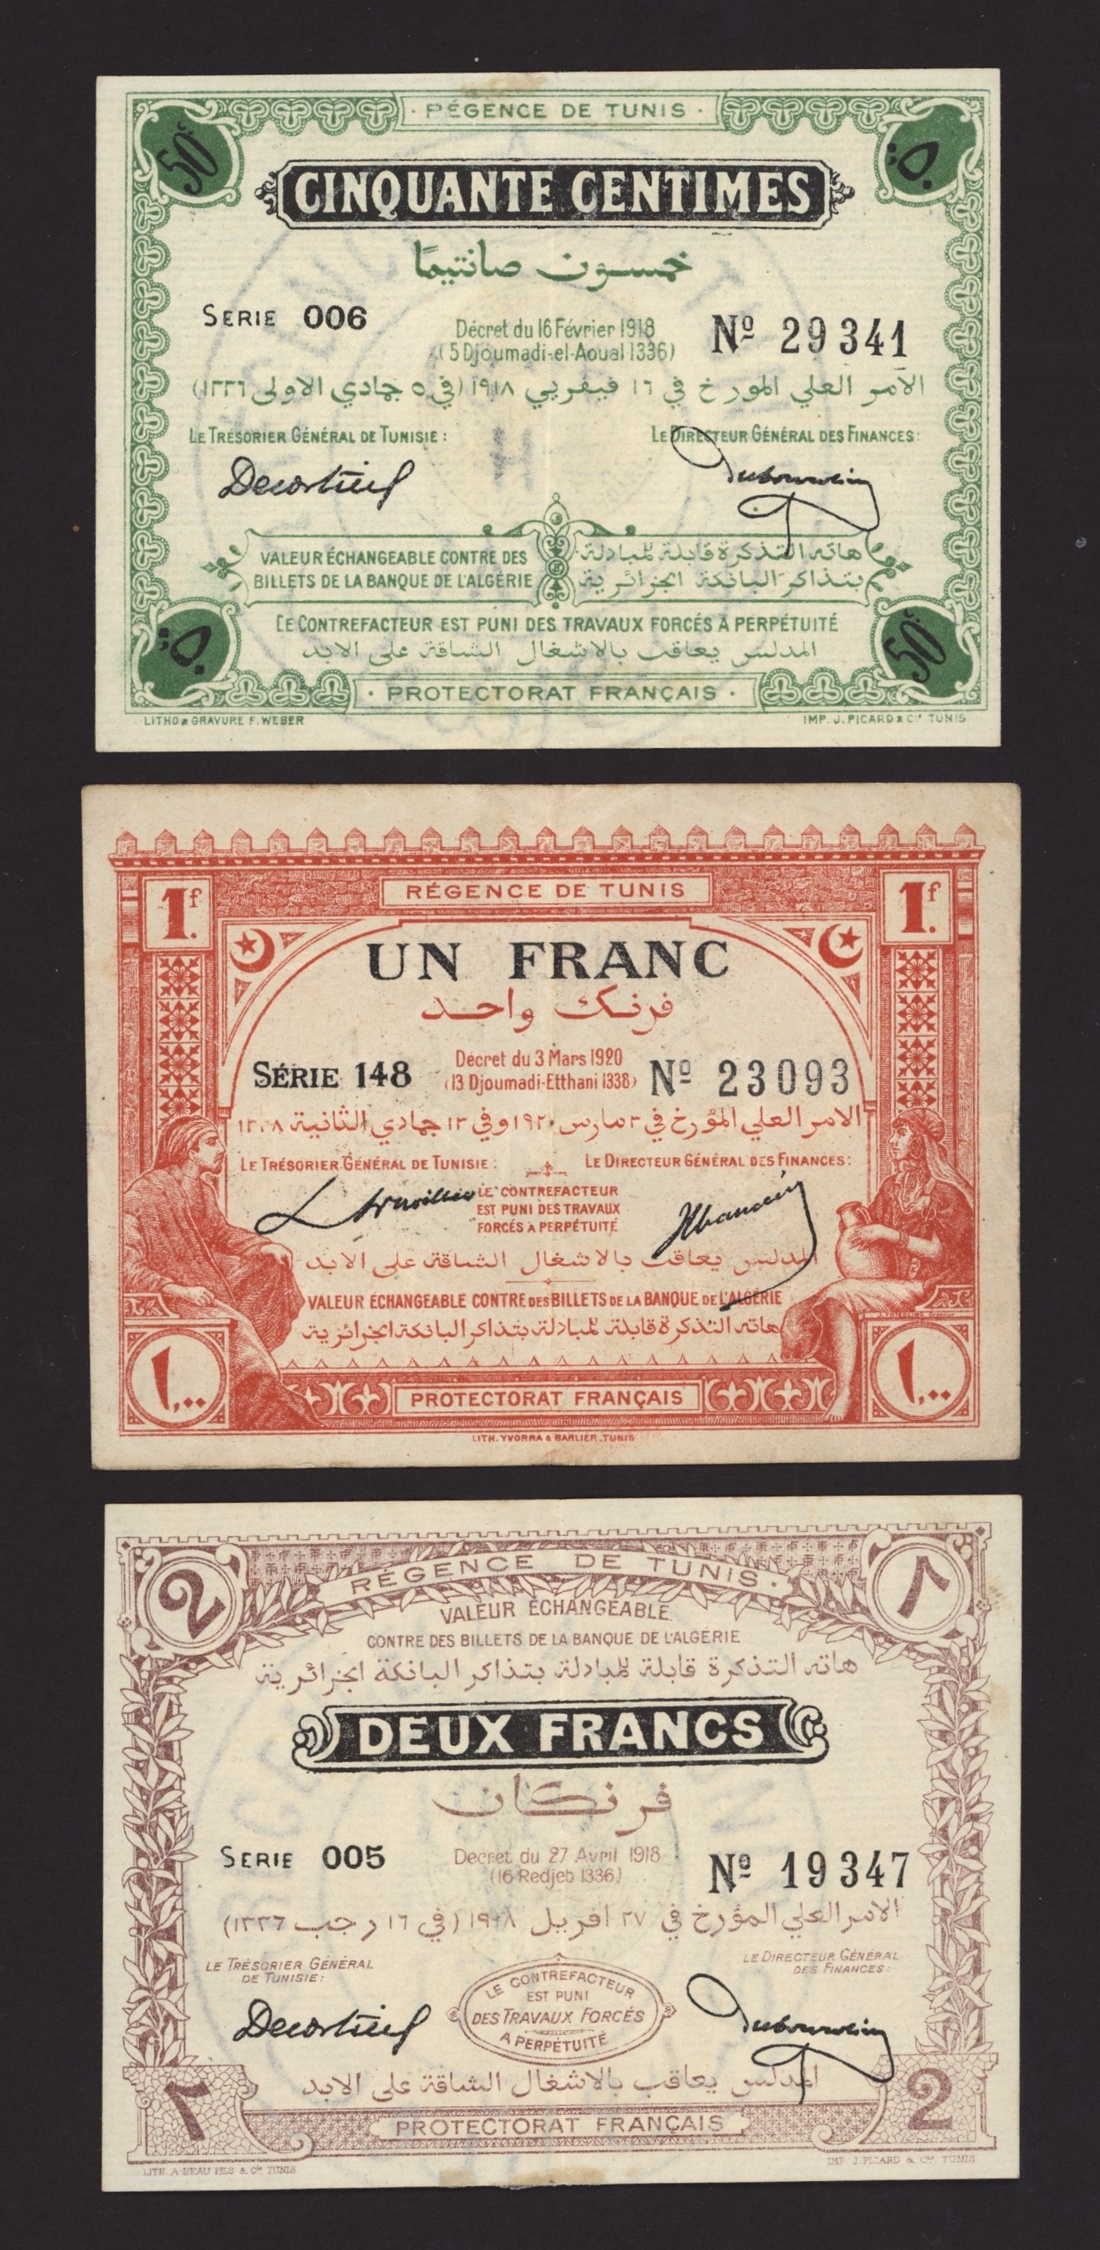 · RÉGENCE DE TUNIS ·
50c
٥٠
CINQUANTE CENTIMES
خمسون صانتيمًا
SERIE 006
Nº 29341
Décret du 16 Février 1918
(5 Djoumadi-el-Aoual 1336)
الامر العلي المورخ في ١٦ فيفريي ١٩١٨ (في ٥ جمادي الاولى ١٣٣٦)
LE TRÉSORIER GÉNÉRAL DE TUNISIE :
LE DIRECTEUR GÉNÉRAL DES FINANCES :
VALEUR ÉCHANGEABLE CONTRE DES
BILLETS DE LA BANQUE DE L'ALGÉRIE
هاته التذكرة قابلة للمبادلة
بتذاكر البانكة الجزائرية
LE CONTREFACTEUR EST PUNI DES TRAVAUX FORCÉS À PERPÉTUITÉ
المدلس يعاقب بالاشغال الشاقة على الابد
٥٠
50c
· PROTECTORAT FRANÇAIS ·
LITHO & GRAVURE F. WEBER
IMP. J. PICARD & Cie TUNIS
RÉGENCE DE TUNIS
1f.
1f.
UN FRANC
فرنك واحد
SÉRIE 148
Nº 23093
Décret du 3 Mars 1920
(13 Djoumadi-Etthani 1338)
الامر العلي المؤرخ في ٣ مارس ١٩٢٠ وفي ١٣ جمادي الثانية ١٣٣٨
LE TRÉSORIER GÉNÉRAL DE TUNISIE :
LE DIRECTEUR GÉNÉRAL DES FINANCES :
LE CONTREFACTEUR
EST PUNI DES TRAVAUX
FORCÉS À PERPÉTUITÉ
المدلس يعاقب بالاشغال الشاقة على الابد
VALEUR ÉCHANGEABLE CONTRE DES BILLETS DE LA BANQUE DE L'ALGÉRIE
هاته التذكرة قابلة للمبادلة بتذاكر البانكة الجزائرية
١,٠٠
١,٠٠
PROTECTORAT FRANÇAIS
LITH. YVORRA & BARLIER. TUNIS
2
٢
RÉGENCE DE TUNIS ·
VALEUR ÉCHANGEABLE
CONTRE DES BILLETS DE LA BANQUE DE L'ALGÉRIE
هاته التذكرة قابلة للمبادلة بتذاكر البانكة الجزائرية
DEUX FRANCS
فرنكان
SERIE 005
Nº 19347
Décret du 27 Avril 1918
(16 Redjeb 1336)
الامر العلي المؤرخ في ٢٧ افريل ١٩١٨ (في ١٦ رجب ١٣٣٦)
LE TRÉSORIER GÉNÉRAL
DE TUNISIE :
LE DIRECTEUR GÉNÉRAL
DES FINANCES :
LE CONTREFACTEUR
EST PUNI
DES TRAVAUX FORCÉS
A PERPÉTUITÉ
المدلس يعاقب بالاشغال الشاقة على الابد
٢
2
PROTECTORAT FRANÇAIS
IMP. J. PICARD & Cie TUNIS